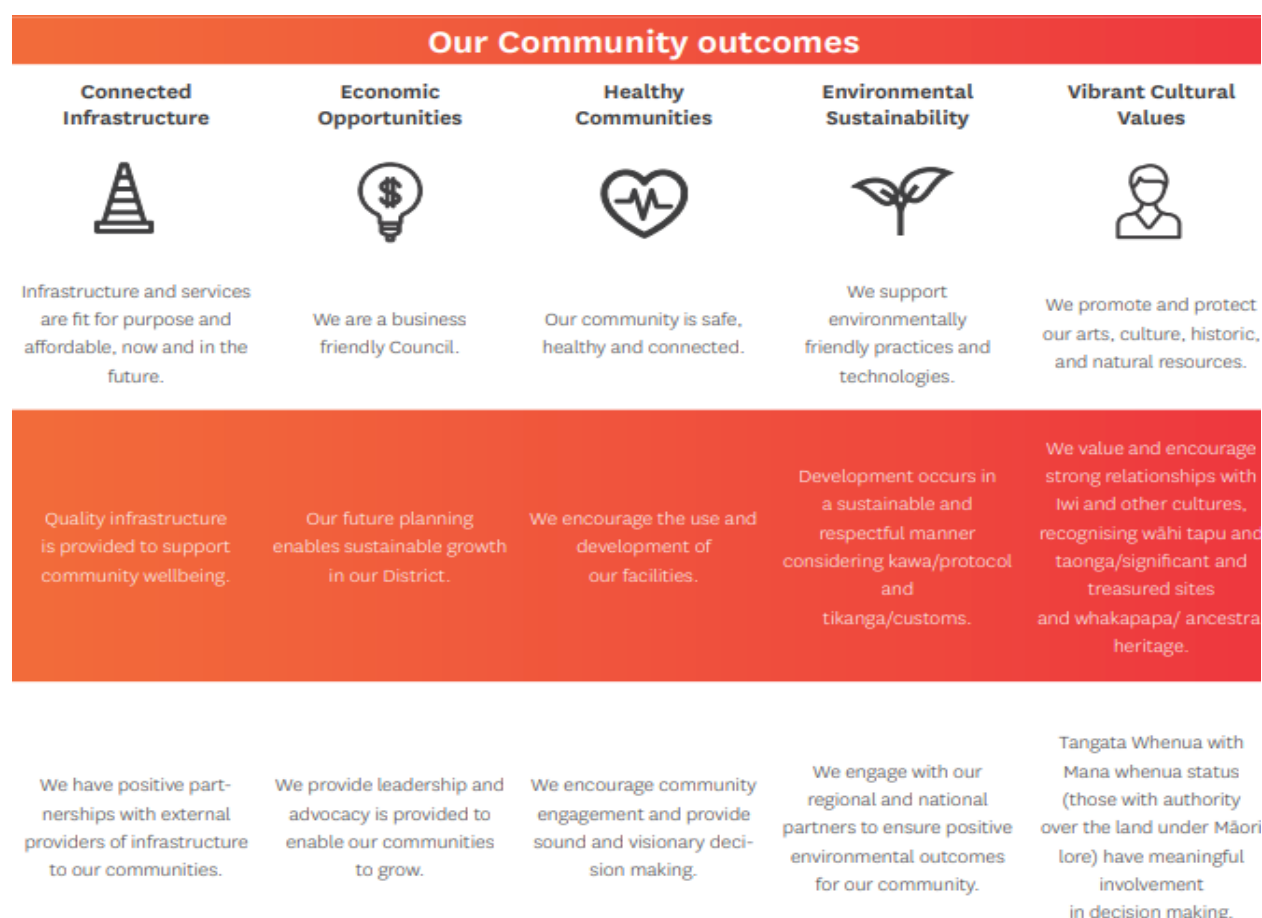 Our Community outcomes
Connected
Infrastructure
Economic
Opportunities
Healthy
Communities
Environmental
Sustainability
Vibrant Cultural
Values
$
Infrastructure and services
are fit for purpose and
affordable, now and in the
future.
We are a business
friendly Council.
Our community is safe,
healthy and connected.
We support
environmentally
friendly practices and
technologies.
We promote and protect
our arts, culture, historic,
and natural resources.
Quality infrastructure
is provided to support
community wellbeing.
Our future planning
enables sustainable growth
in our District.
We encourage the use and
development of
our facilities.
Development occurs in
a sustainable and
respectful manner
considering kawa/protocol
and
tikanga/customs.
We value and encourage
strong relationships with
Iwi and other cultures,
recognising wāhi tapu and
taonga/significant and
treasured sites
and whakapapa/ ancestra
heritage.
We have positive part-
nerships with external
providers of infrastructure
to our communities.
We provide leadership and
advocacy is provided to
enable our communities
to grow.
We encourage community
engagement and provide
sound and visionary deci-
sion making.
We engage with our
regional and national
partners to ensure positive
environmental outcomes
for our community.
Tangata Whenua with
Mana whenua status
(those with authority
over the land under Māori
lore) have meaningful
involvement
in decision making.